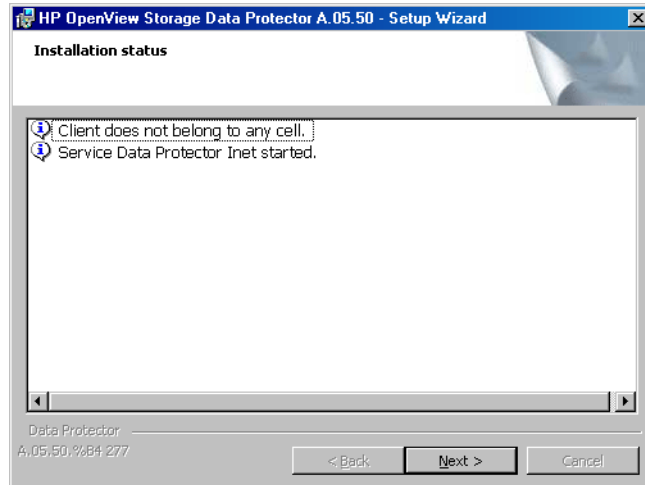 HP OpenView Storage Data Protector A.05.50 - Setup Wizard
Installation status
Client does not belong to any cell.
Service Data Protector Inet started.
Data Protector
A.05.50.%B4 277
< Back
Next >
Cancel